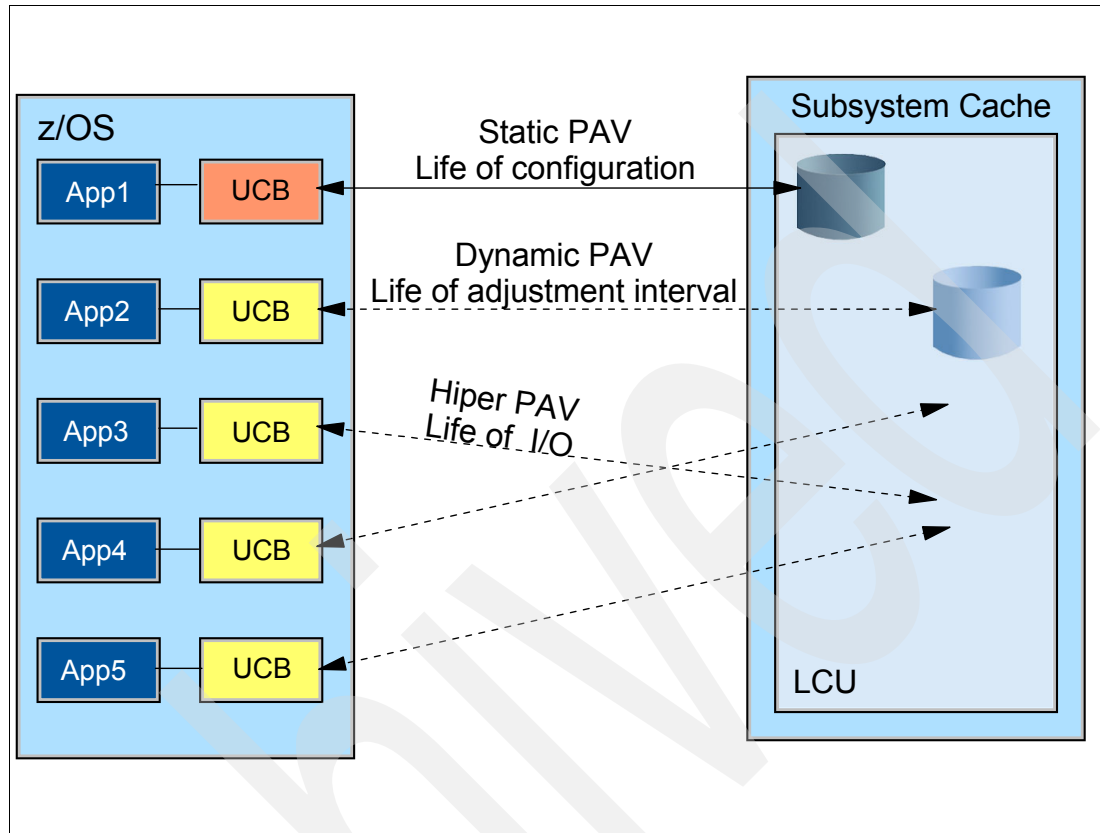 z/OS
Subsystem Cache
Static PAV
Life of configuration
App1
UCB
Dynamic PAV
Life of adjustment interval
App2
UCB
Hiper PAV
Life of I/O
App3
UCB
App4
UCB
App5
UCB
LCU